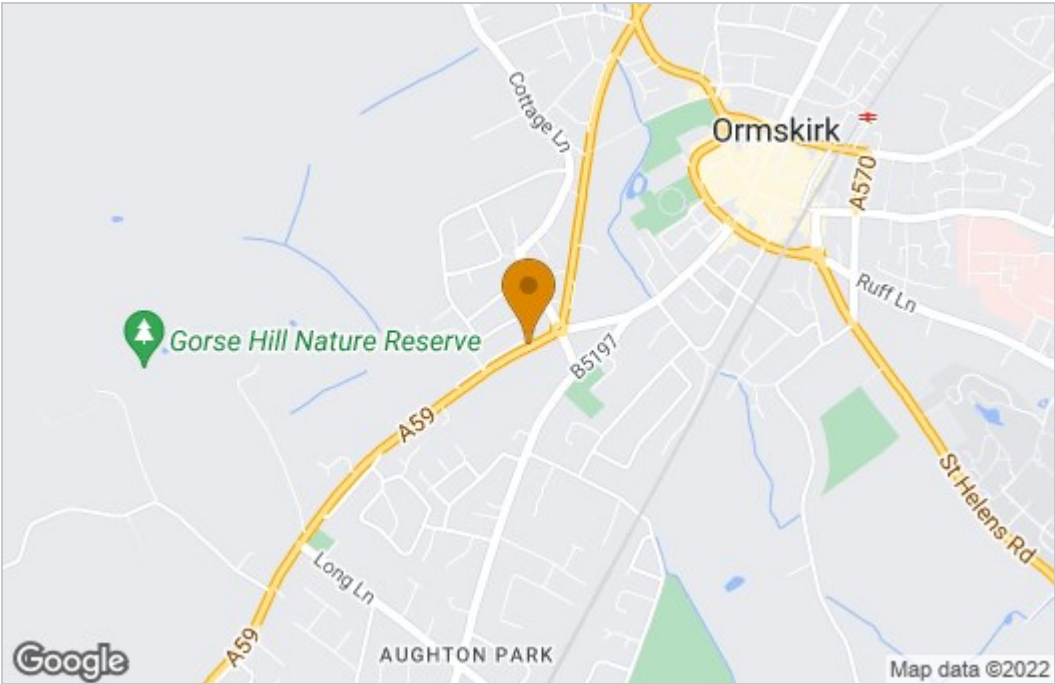 Cottage Ln
Ormskirk
A570
Ruff Ln
Gorse Hill Nature Reserve
B5197
A59
St Helens Rd
Long Ln
A59
AUGHTON PARK
Google
Map data ©2022